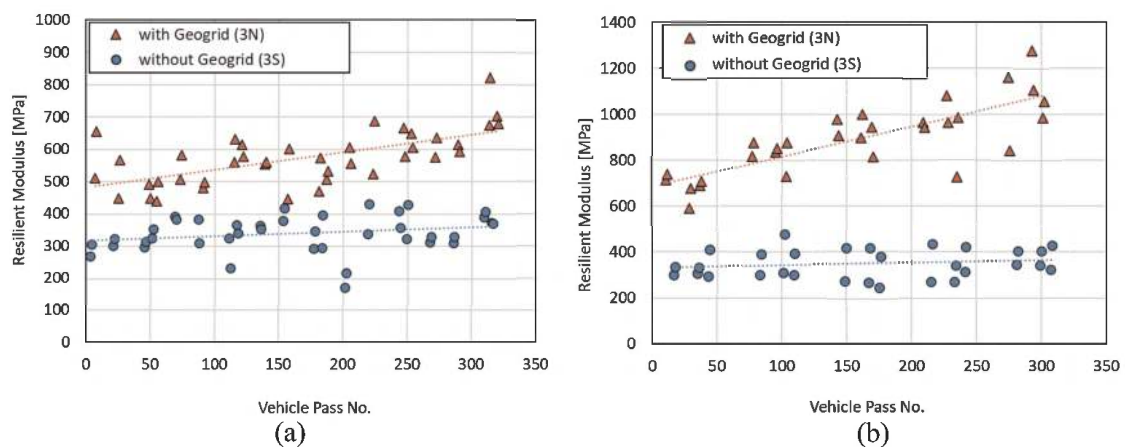 1000
900
800
700
600
500
400
300
200
100
0
Resilient Modulus [MPa]
with Geogrid (3N)
without Geogrid (3S)
0 50 100 150 200 250 300 350
Vehicle Pass No.
(a)
1400
1200
1000
800
600
400
200
0
Resilient Modulus [MPa]
with Geogrid (3N)
without Geogrid (3S)
0 50 100 150 200 250 300 350
Vehicle Pass No.
(b)